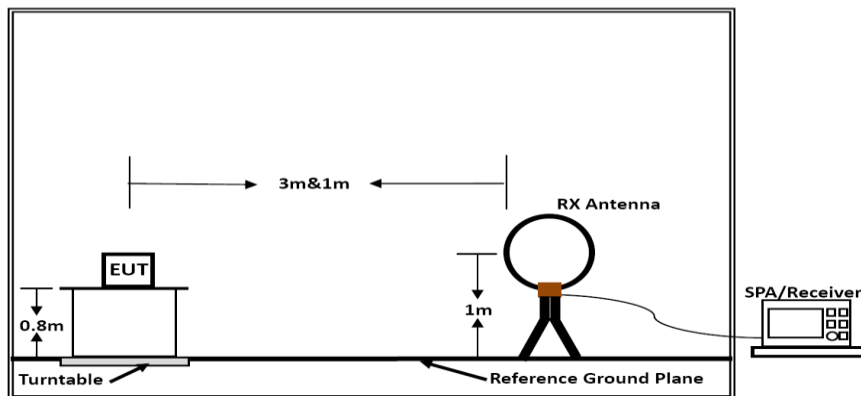 3m&1m
RX Antenna
EUT
SPA/Receiver
0.8m
1m
Turntable
Reference Ground Plane